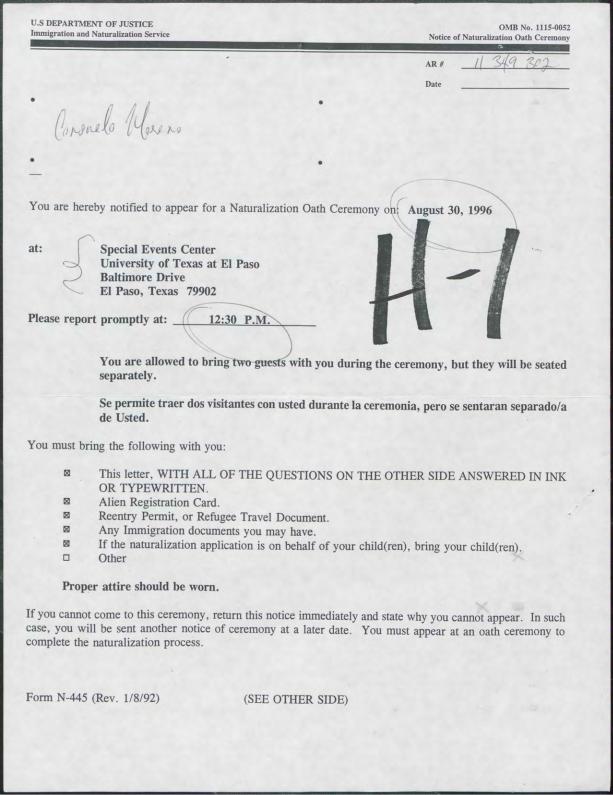 U.S DEPARTMENT OF JUSTICE
Immigration and Naturalization Service
OMB No. 1115-0052
Notice of Naturalization Oath Ceremony
AR # 11 349 302
Date
Consuelo Moreno
You are hereby notified to appear for a Naturalization Oath Ceremony on: August 30, 1996
H-1
at: Special Events Center
University of Texas at El Paso
Baltimore Drive
El Paso, Texas 79902
Please report promptly at: 12:30 P.M.
You are allowed to bring two guests with you during the ceremony, but they will be seated
separately.
Se permite traer dos visitantes con usted durante la ceremonia, pero se sentaran separado/a
de Usted.
You must bring the following with you:
☒ This letter, WITH ALL OF THE QUESTIONS ON THE OTHER SIDE ANSWERED IN INK
OR TYPEWRITTEN.
☒ Alien Registration Card.
☒ Reentry Permit, or Refugee Travel Document.
☒ Any Immigration documents you may have.
☒ If the naturalization application is on behalf of your child(ren), bring your child(ren).
☐ Other
Proper attire should be worn.
If you cannot come to this ceremony, return this notice immediately and state why you cannot appear. In such
case, you will be sent another notice of ceremony at a later date. You must appear at an oath ceremony to
complete the naturalization process.
Form N-445 (Rev. 1/8/92) (SEE OTHER SIDE)